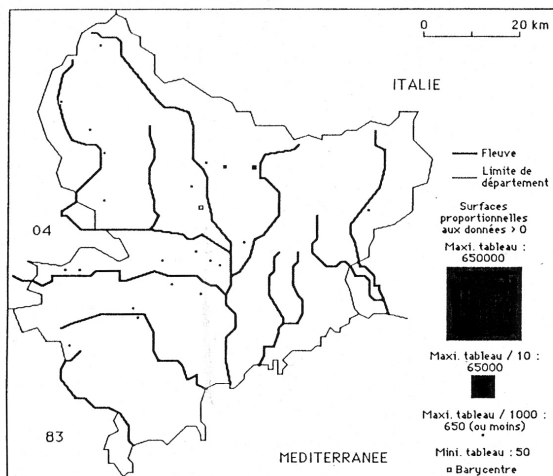 0 20 km
ITALIE
Fleuve
Limite de
département
Surfaces
proportionnelles
aux données > 0
Maxi. tableau :
650000
Maxi. tableau / 10 :
65000
Maxi. tableau / 1000 :
650 (ou moins)
Mini. tableau : 50
Barycentre
04
83
MEDITERRANEE